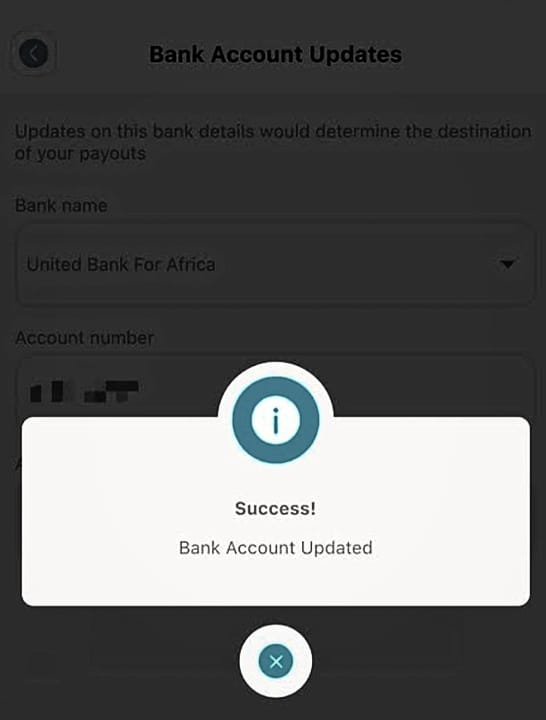 Bank Account Updates
Updates on this bank details would determine the destination
of your payouts
Bank name
United Bank For Africa
Account number
Success!
Bank Account Updated